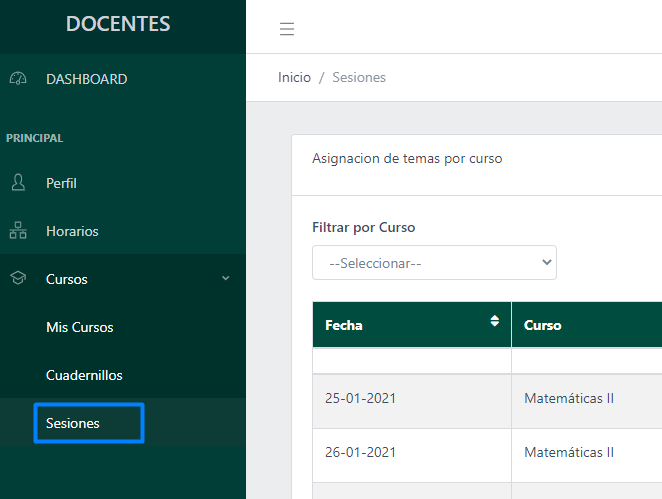 DOCENTES
DASHBOARD
PRINCIPAL
Perfil
Horarios
Cursos
Mis Cursos
Cuadernillos
Sesiones
Inicio / Sesiones
Asignacion de temas por curso
Filtrar por Curso
--Seleccionar--
Fecha Curso
25-01-2021 Matemáticas II
26-01-2021 Matemáticas II